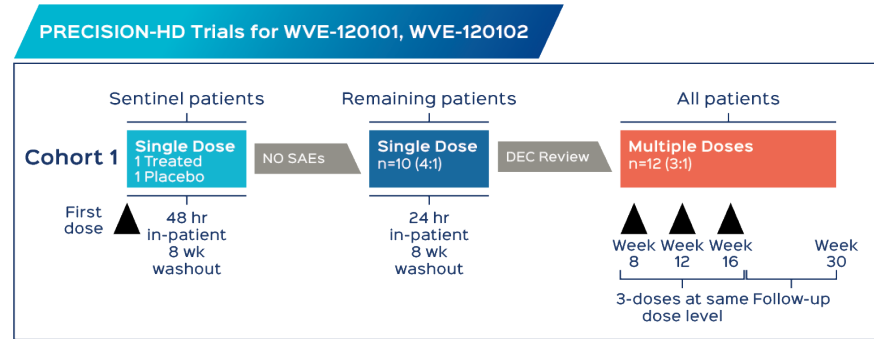 PRECISION-HD Trials for WVE-120101, WVE-120102
Sentinel patients
Remaining patients
All patients
Cohort 1
Single Dose
1 Treated
1 Placebo
NO SAEs
Single Dose
n=10 (4:1)
DEC Review
Multiple Doses
n=12 (3:1)
First
dose
48 hr
in-patient
8 wk
washout
24 hr
in-patient
8 wk
washout
Week
8
Week
12
Week
16
Week
30
3-doses at same
dose level
Follow-up